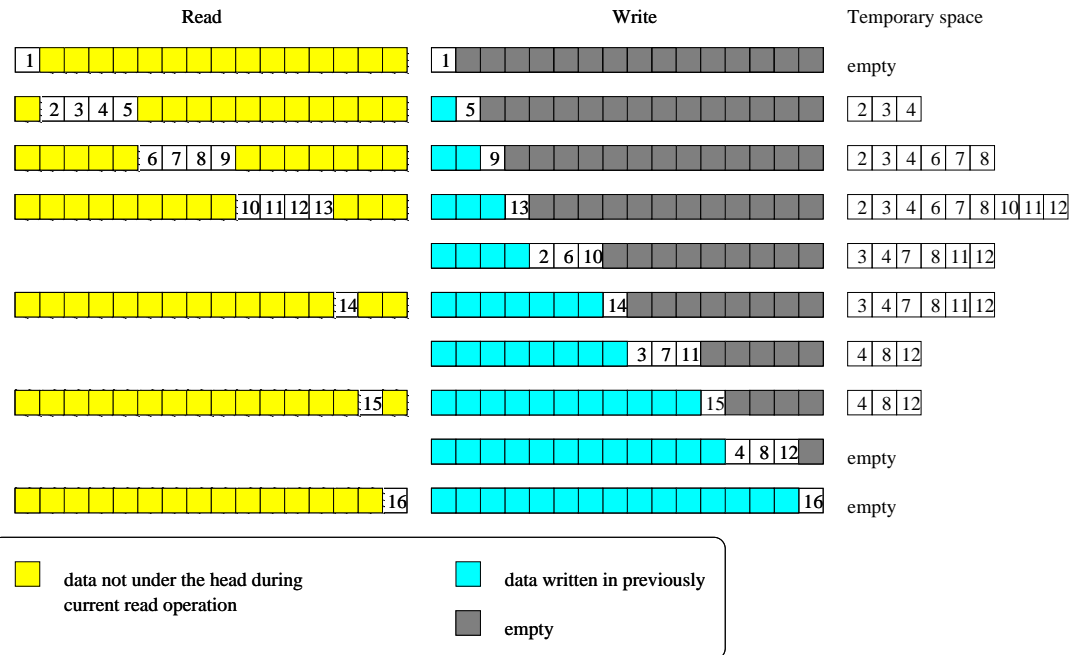 Read Write Temporary space
1 1 empty
2 3 4 5 5 2 3 4
6 7 8 9 9 2 3 4 6 7 8
10 11 12 13 13 2 3 4 6 7 8 10 11 12
2 6 10 3 4 7 8 11 12
14 14 3 4 7 8 11 12
3 7 11 4 8 12
15 15 4 8 12
4 8 12 empty
16 16 empty
data not under the head during
current read operation
data written in previously
empty